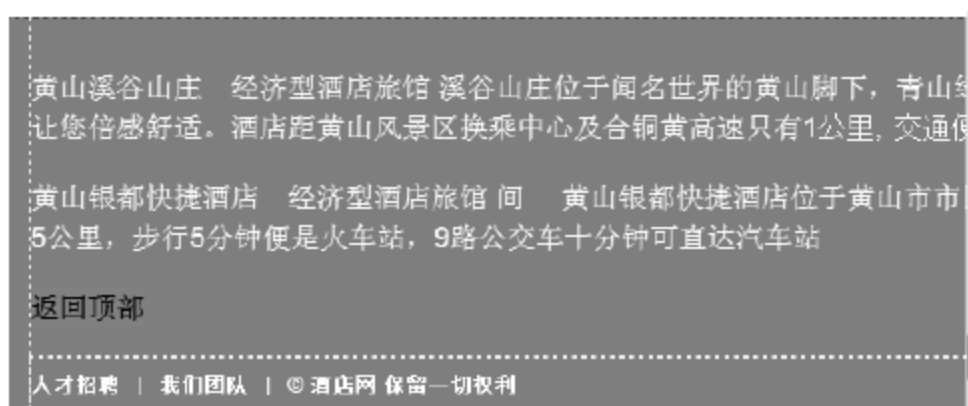 黄山溪谷山庄 经济型酒店旅馆 溪谷山庄位于闻名世界的黄山脚下，青山
让您倍感舒适。酒店距黄山风景区换乘中心及合铜黄高速只有1公里, 交通便
黄山银都快捷酒店 经济型酒店旅馆 间 黄山银都快捷酒店位于黄山市市
5公里，步行5分钟便是火车站，9路公交车十分钟可直达汽车站
返回顶部
人才招聘 | 我们团队 | © 酒店网 保留一切权利